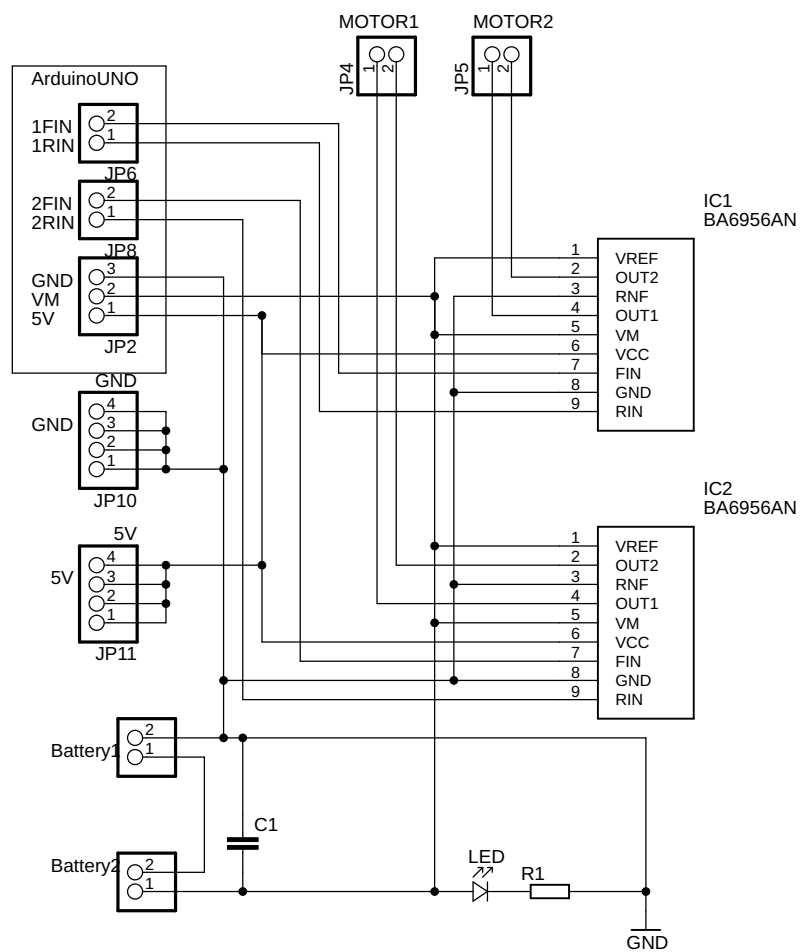 MOTOR1
MOTOR2
JP4
1
2
JP5
1
2
ArduinoUNO
1FIN
2
1RIN
1
JP6
2FIN
2
2RIN
1
JP8
GND
3
VM
2
5V
1
JP2
GND
GND
4
3
2
1
JP10
5V
5V
4
3
2
1
JP11
IC1
BA6956AN
1 VREF
2 OUT2
3 RNF
4 OUT1
5 VM
6 VCC
7 FIN
8 GND
9 RIN
IC2
BA6956AN
1 VREF
2 OUT2
3 RNF
4 OUT1
5 VM
6 VCC
7 FIN
8 GND
9 RIN
Battery1
2
1
C1
Battery2
2
1
LED
R1
GND